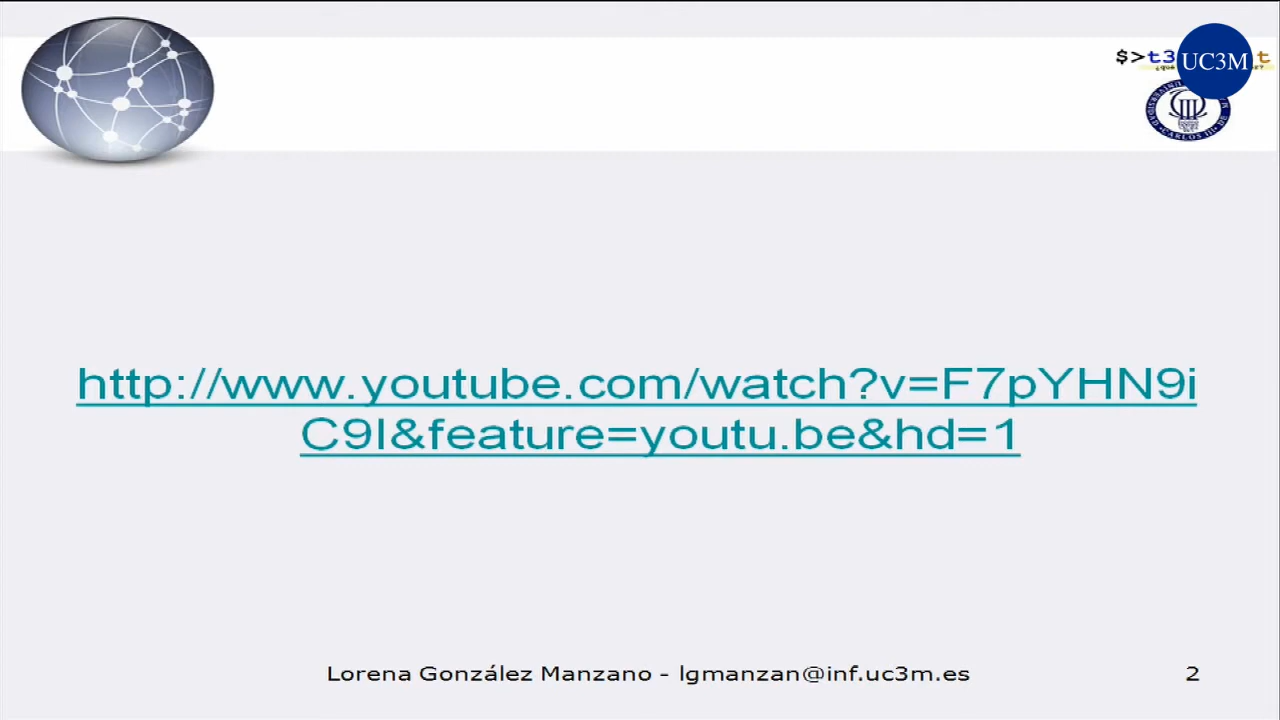 $>t3
UC3M
t
http://www.youtube.com/watch?v=F7pYHN9i
C9I&feature=youtu.be&hd=1
Lorena González Manzano - lgmanzan@inf.uc3m.es
2